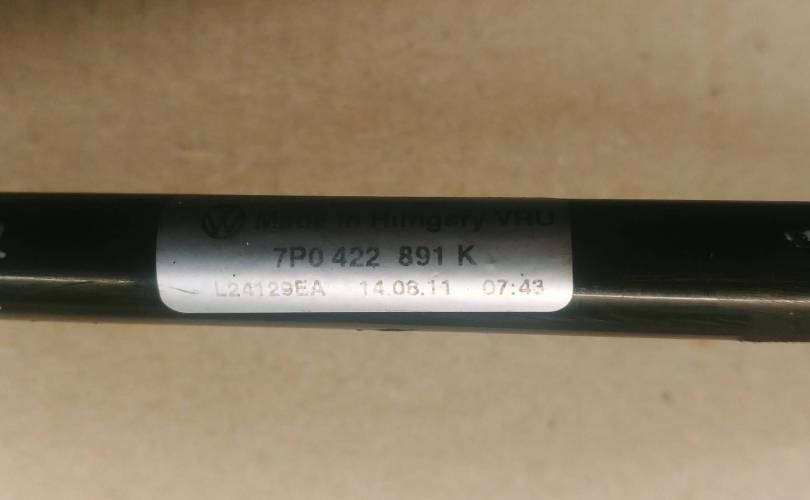 Made in Hungary VHU
7P0 422 891 K
L24129EA 14.08.11 07:43